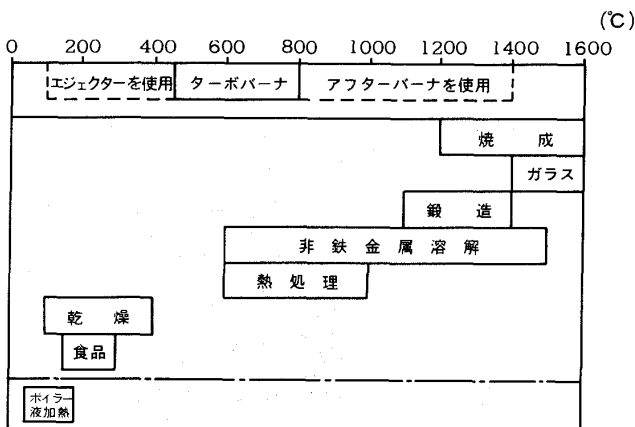 (℃)
0 200 400 600 800 1000 1200 1400 1600
エジェクターを使用 ターボバーナ アフターバーナを使用
焼成
ガラス
鍛造
非鉄金属溶解
熱処理
乾燥
食品
ボイラー
液加熱